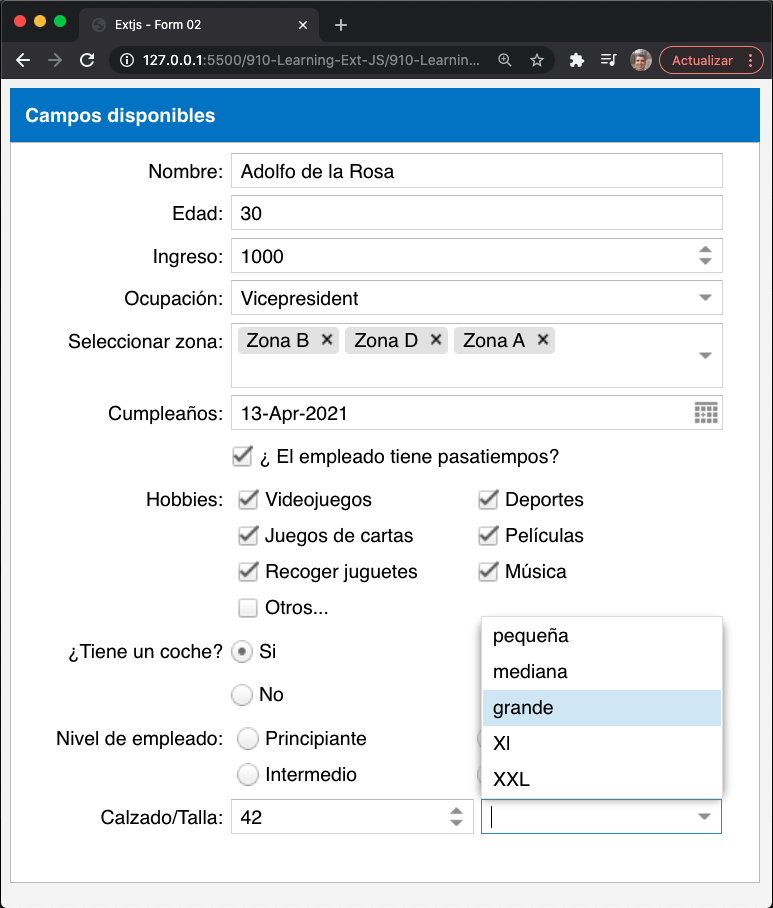 Extjs - Form 02
127.0.0.1:5500/910-Learning-Ext-JS/910-Learnin...
Actualizar
Campos disponibles
Nombre: Adolfo de la Rosa
Edad: 30
Ingreso: 1000
Ocupación: Vicepresident
Seleccionar zona: Zona B Zona D Zona A
Cumpleaños: 13-Apr-2021
¿ El empleado tiene pasatiempos?
Hobbies: Videojuegos Deportes
Juegos de cartas Películas
Recoger juguetes Música
Otros...
¿Tiene un coche? Si
No
Nivel de empleado: Principiante
Intermedio
pequeña
mediana
grande
Xl
XXL
Calzado/Talla: 42